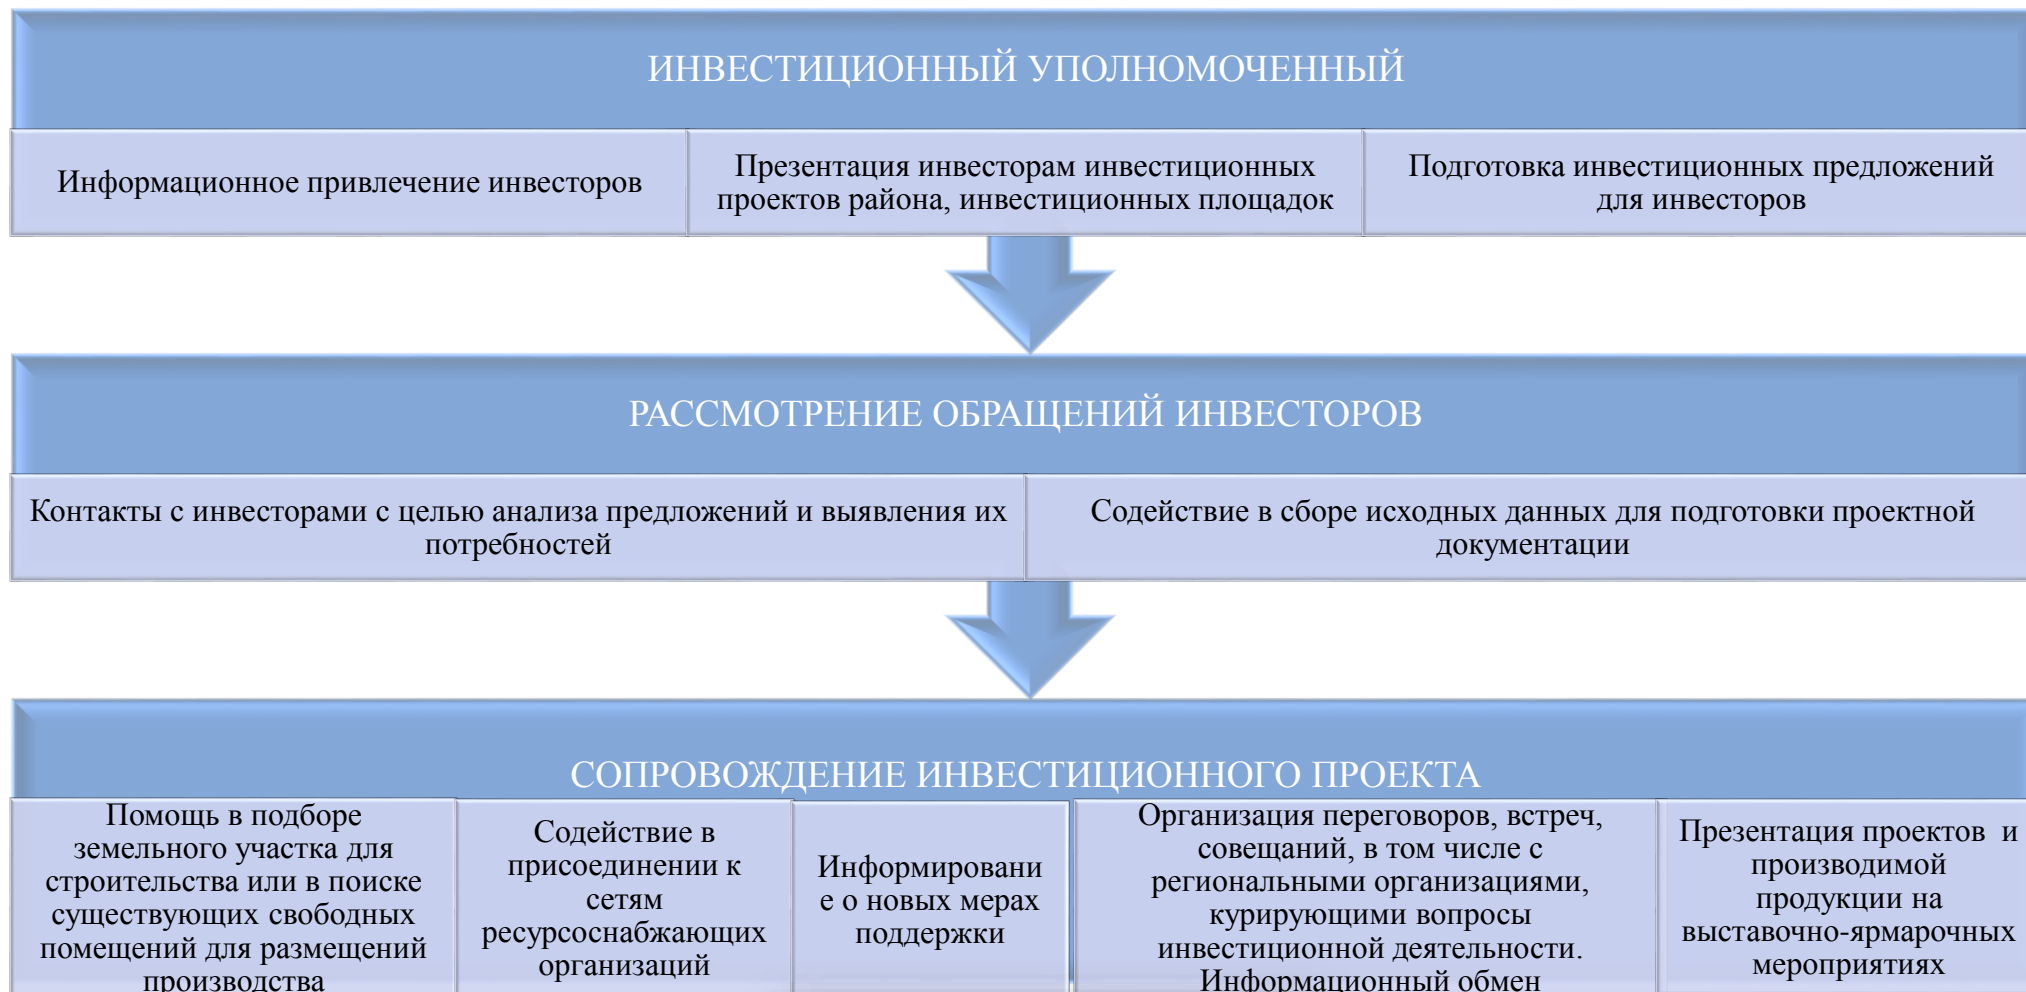 ИНВЕСТИЦИОННЫЙ УПОЛНОМОЧЕННЫЙ
Информационное привлечение инвесторов
Презентация инвесторам инвестиционных
проектов района, инвестиционных площадок
Подготовка инвестиционных предложений
для инвесторов
РАССМОТРЕНИЕ ОБРАЩЕНИЙ ИНВЕСТОРОВ
Контакты с инвесторами с целью анализа предложений и выявления их
потребностей
Содействие в сборе исходных данных для подготовки проектной
документации
СОПРОВОЖДЕНИЕ ИНВЕСТИЦИОННОГО ПРОЕКТА
Помощь в подборе
земельного участка для
строительства или в поиске
существующих свободных
помещений для размещений
производства
Содействие в
присоединении к
сетям
ресурсоснабжающих
организаций
Информировани
е о новых мерах
поддержки
Организация переговоров, встреч,
совещаний, в том числе с
региональными организациями,
курирующими вопросы
инвестиционной деятельности.
Информационный обмен
Презентация проектов  и
производимой
продукции на
выставочно-ярмарочных
мероприятиях